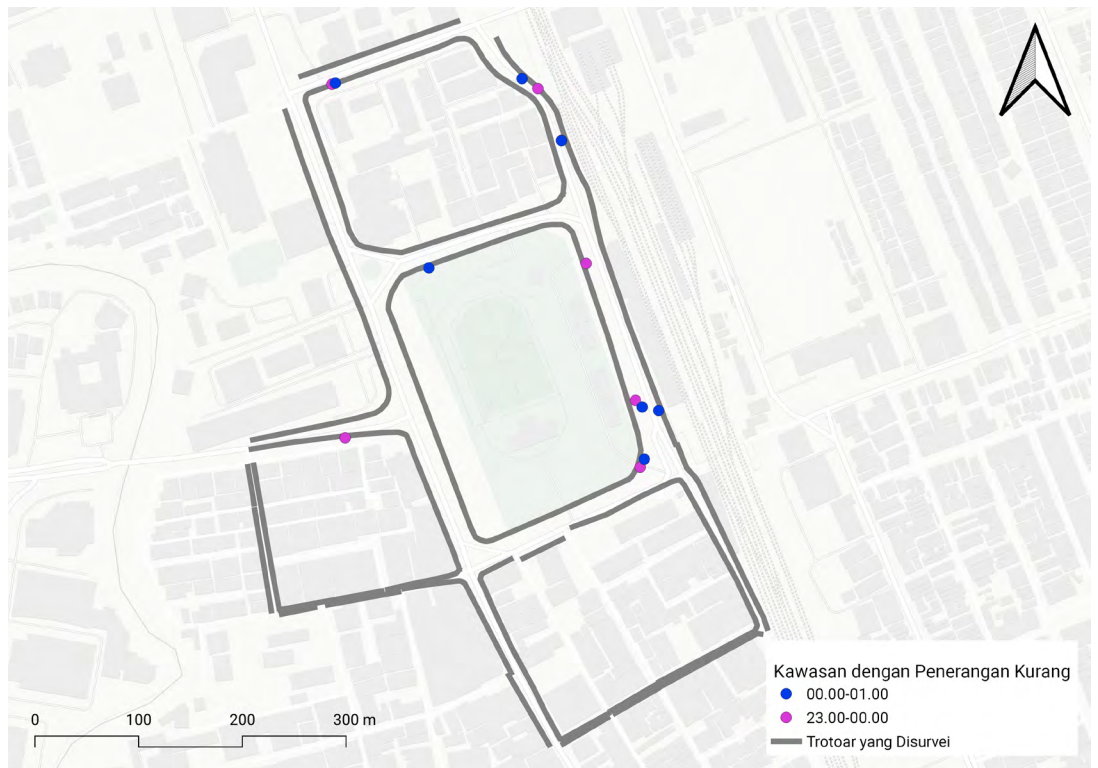 Kawasan dengan Penerangan Kurang
00.00-01.00
23.00-00.00
Trotoar yang Disurvei
0 100 200 300 m